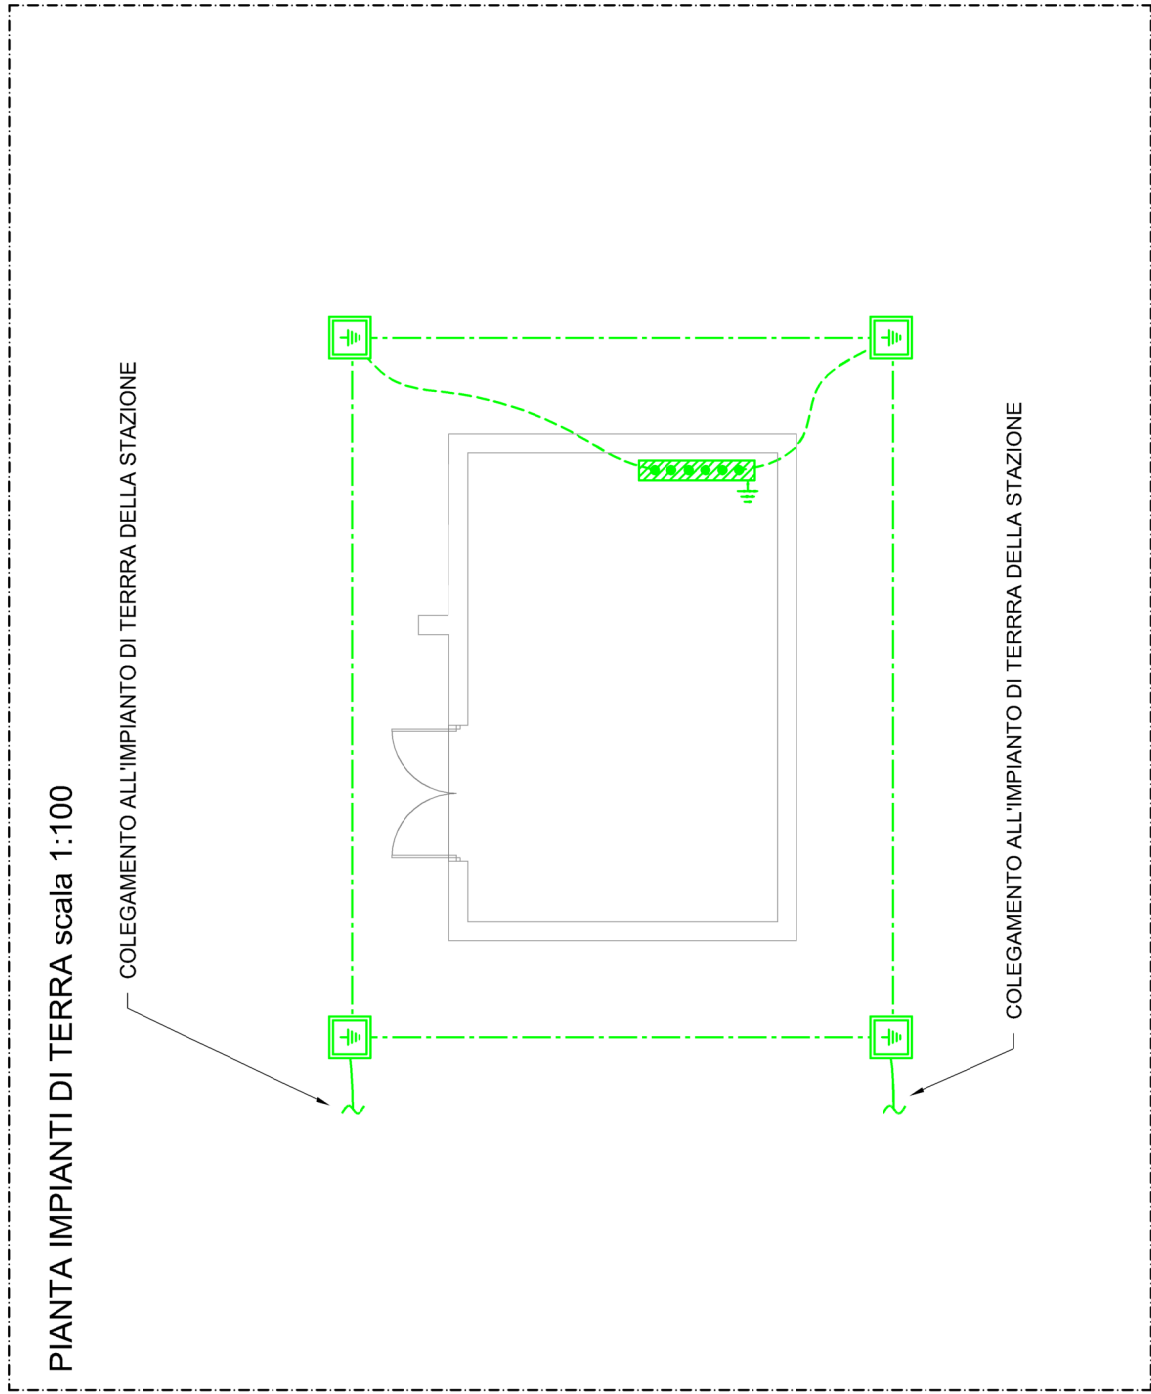 PIANTA IMPIANTI DI TERRA scala 1:100
COLEGAMENTO ALL'IMPIANTO DI TERRRA DELLA STAZIONE
COLEGAMENTO ALL'IMPIANTO DI TERRRA DELLA STAZIONE